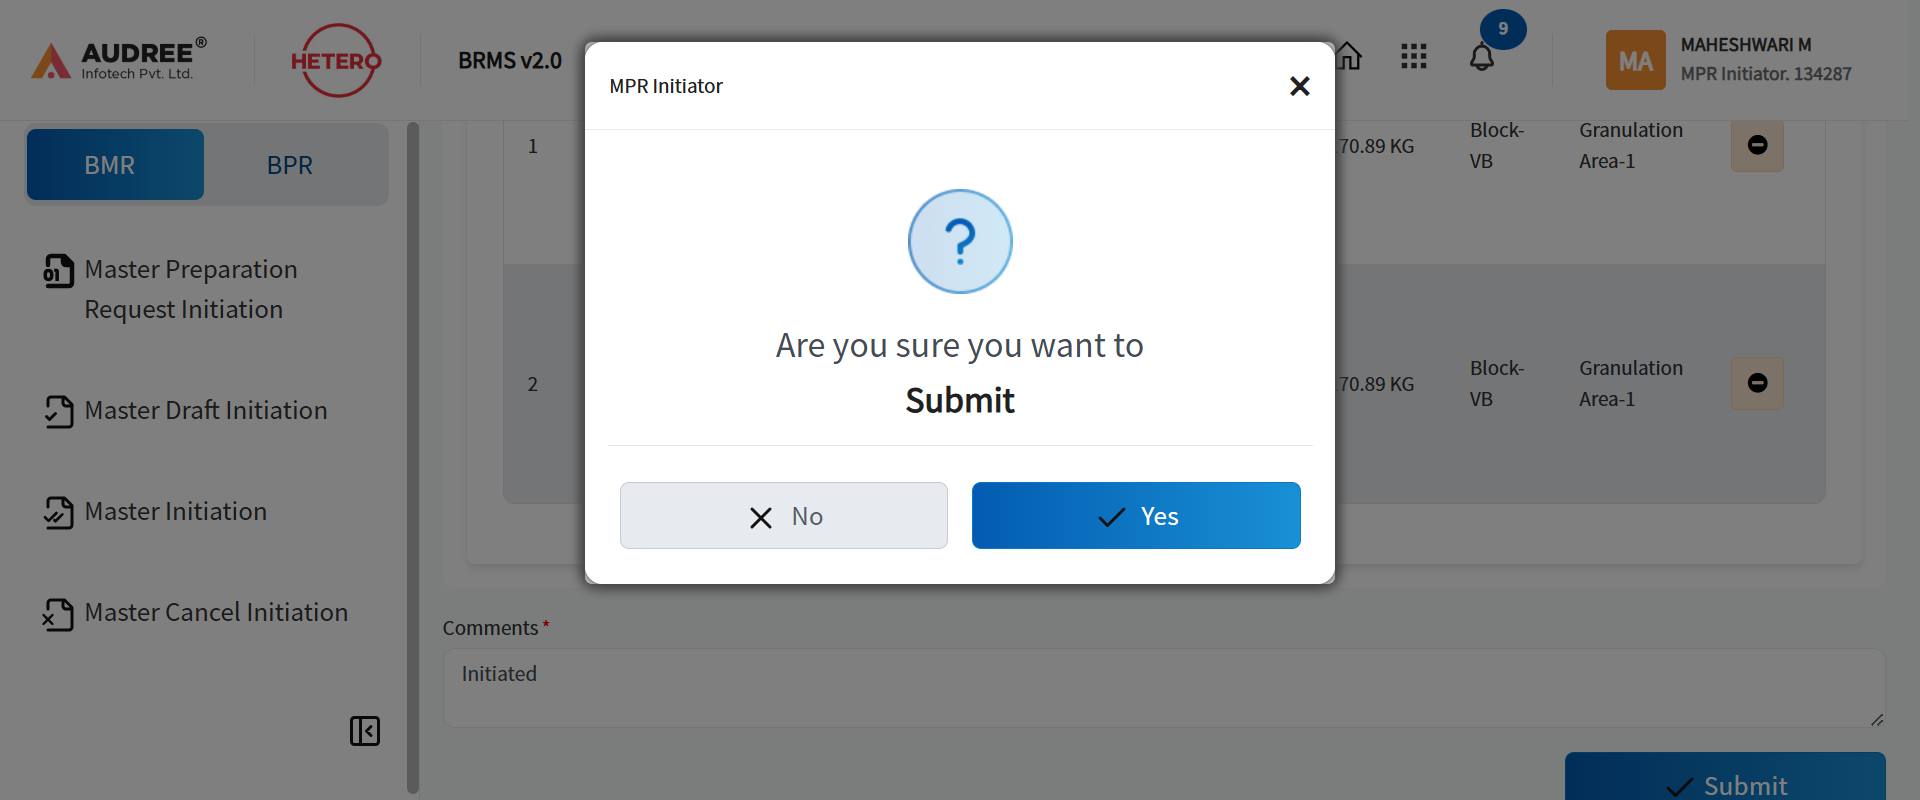 AUDREE®
Infotech Pvt. Ltd.
HETERO
BRMS v2.0
9
MA
MAHESHWARI M
MPR Initiator. 134287
BMR
BPR
01
Master Preparation
Request Initiation
Master Draft Initiation
Master Initiation
Master Cancel Initiation
1
70.89 KG
Block-
VB
Granulation
Area-1
2
70.89 KG
Block-
VB
Granulation
Area-1
MPR Initiator
?
Are you sure you want to
Submit
No
Yes
Comments *
Initiated
Submit